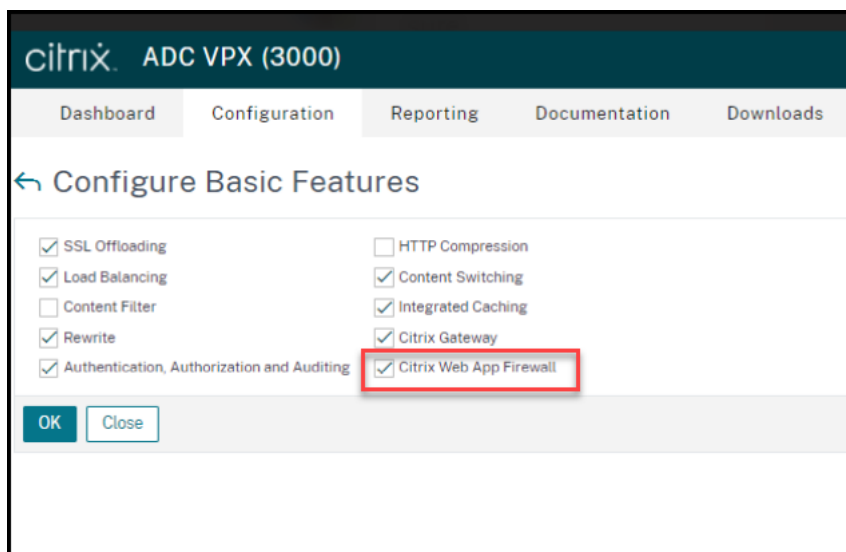 citrix. ADC VPX (3000)
Dashboard Configuration Reporting Documentation Downloads
Configure Basic Features
SSL Offloading HTTP Compression
Load Balancing Content Switching
Content Filter Integrated Caching
Rewrite Citrix Gateway
Authentication, Authorization and Auditing Citrix Web App Firewall
OK Close